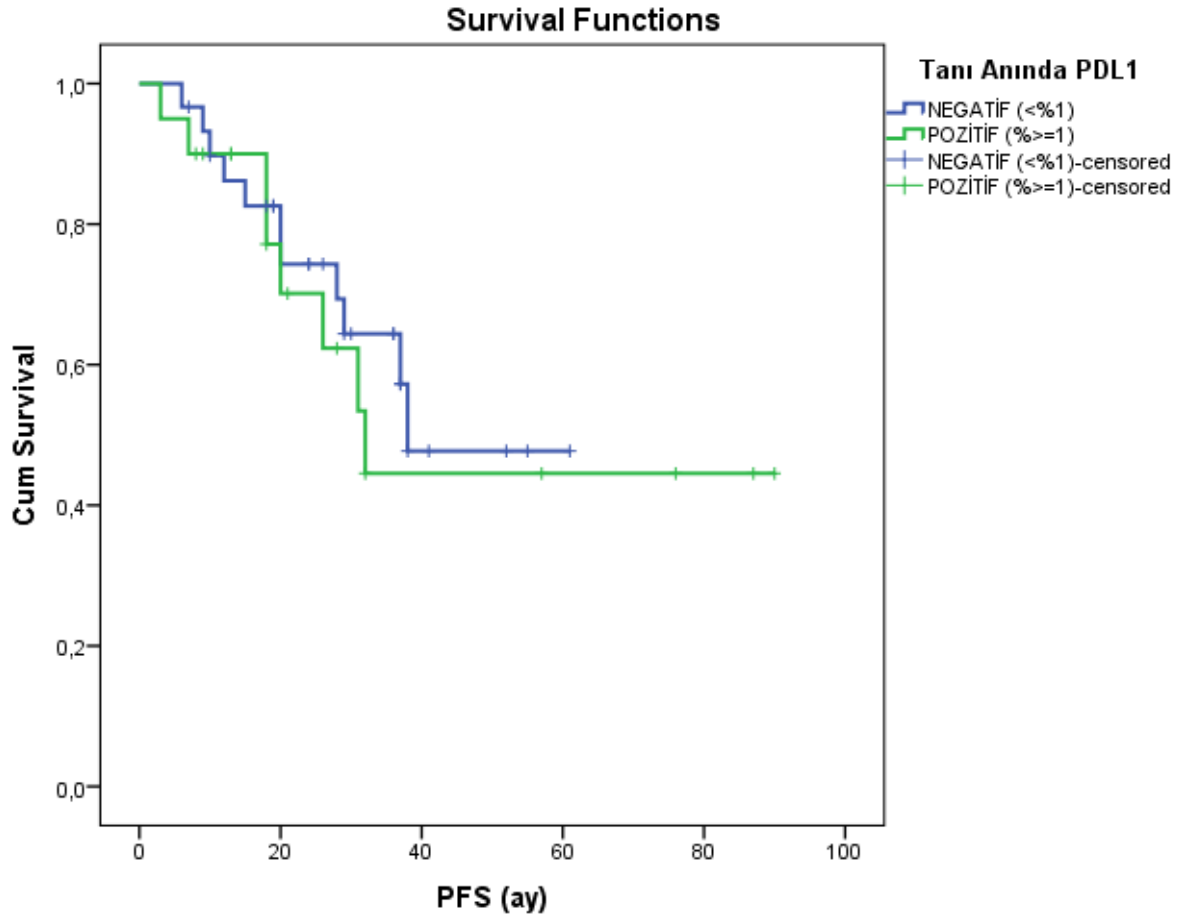 Survival Functions
Tanı Anında PDL1
NEGATİF (<%1)
POZİTİF (%>=1)
NEGATİF (<%1)-censored
POZİTİF (%>=1)-censored
Cum Survival
1,0
0,8
0,6
0,4
0,2
0,0
0 20 40 60 80 100
PFS (ay)